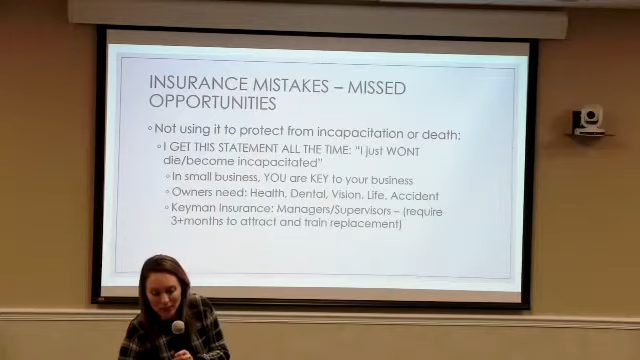 INSURANCE MISTAKES – MISSED
OPPORTUNITIES
Not using it to protect from incapacitation or death:
I GET THIS STATEMENT ALL THE TIME: “I just WONT
die/become incapacitated”
In small business, YOU are KEY to your business
Owners need: Health, Dental, Vision, Life, Accident
Keyman Insurance: Managers/Supervisors – (require
3+months to attract and train replacement)